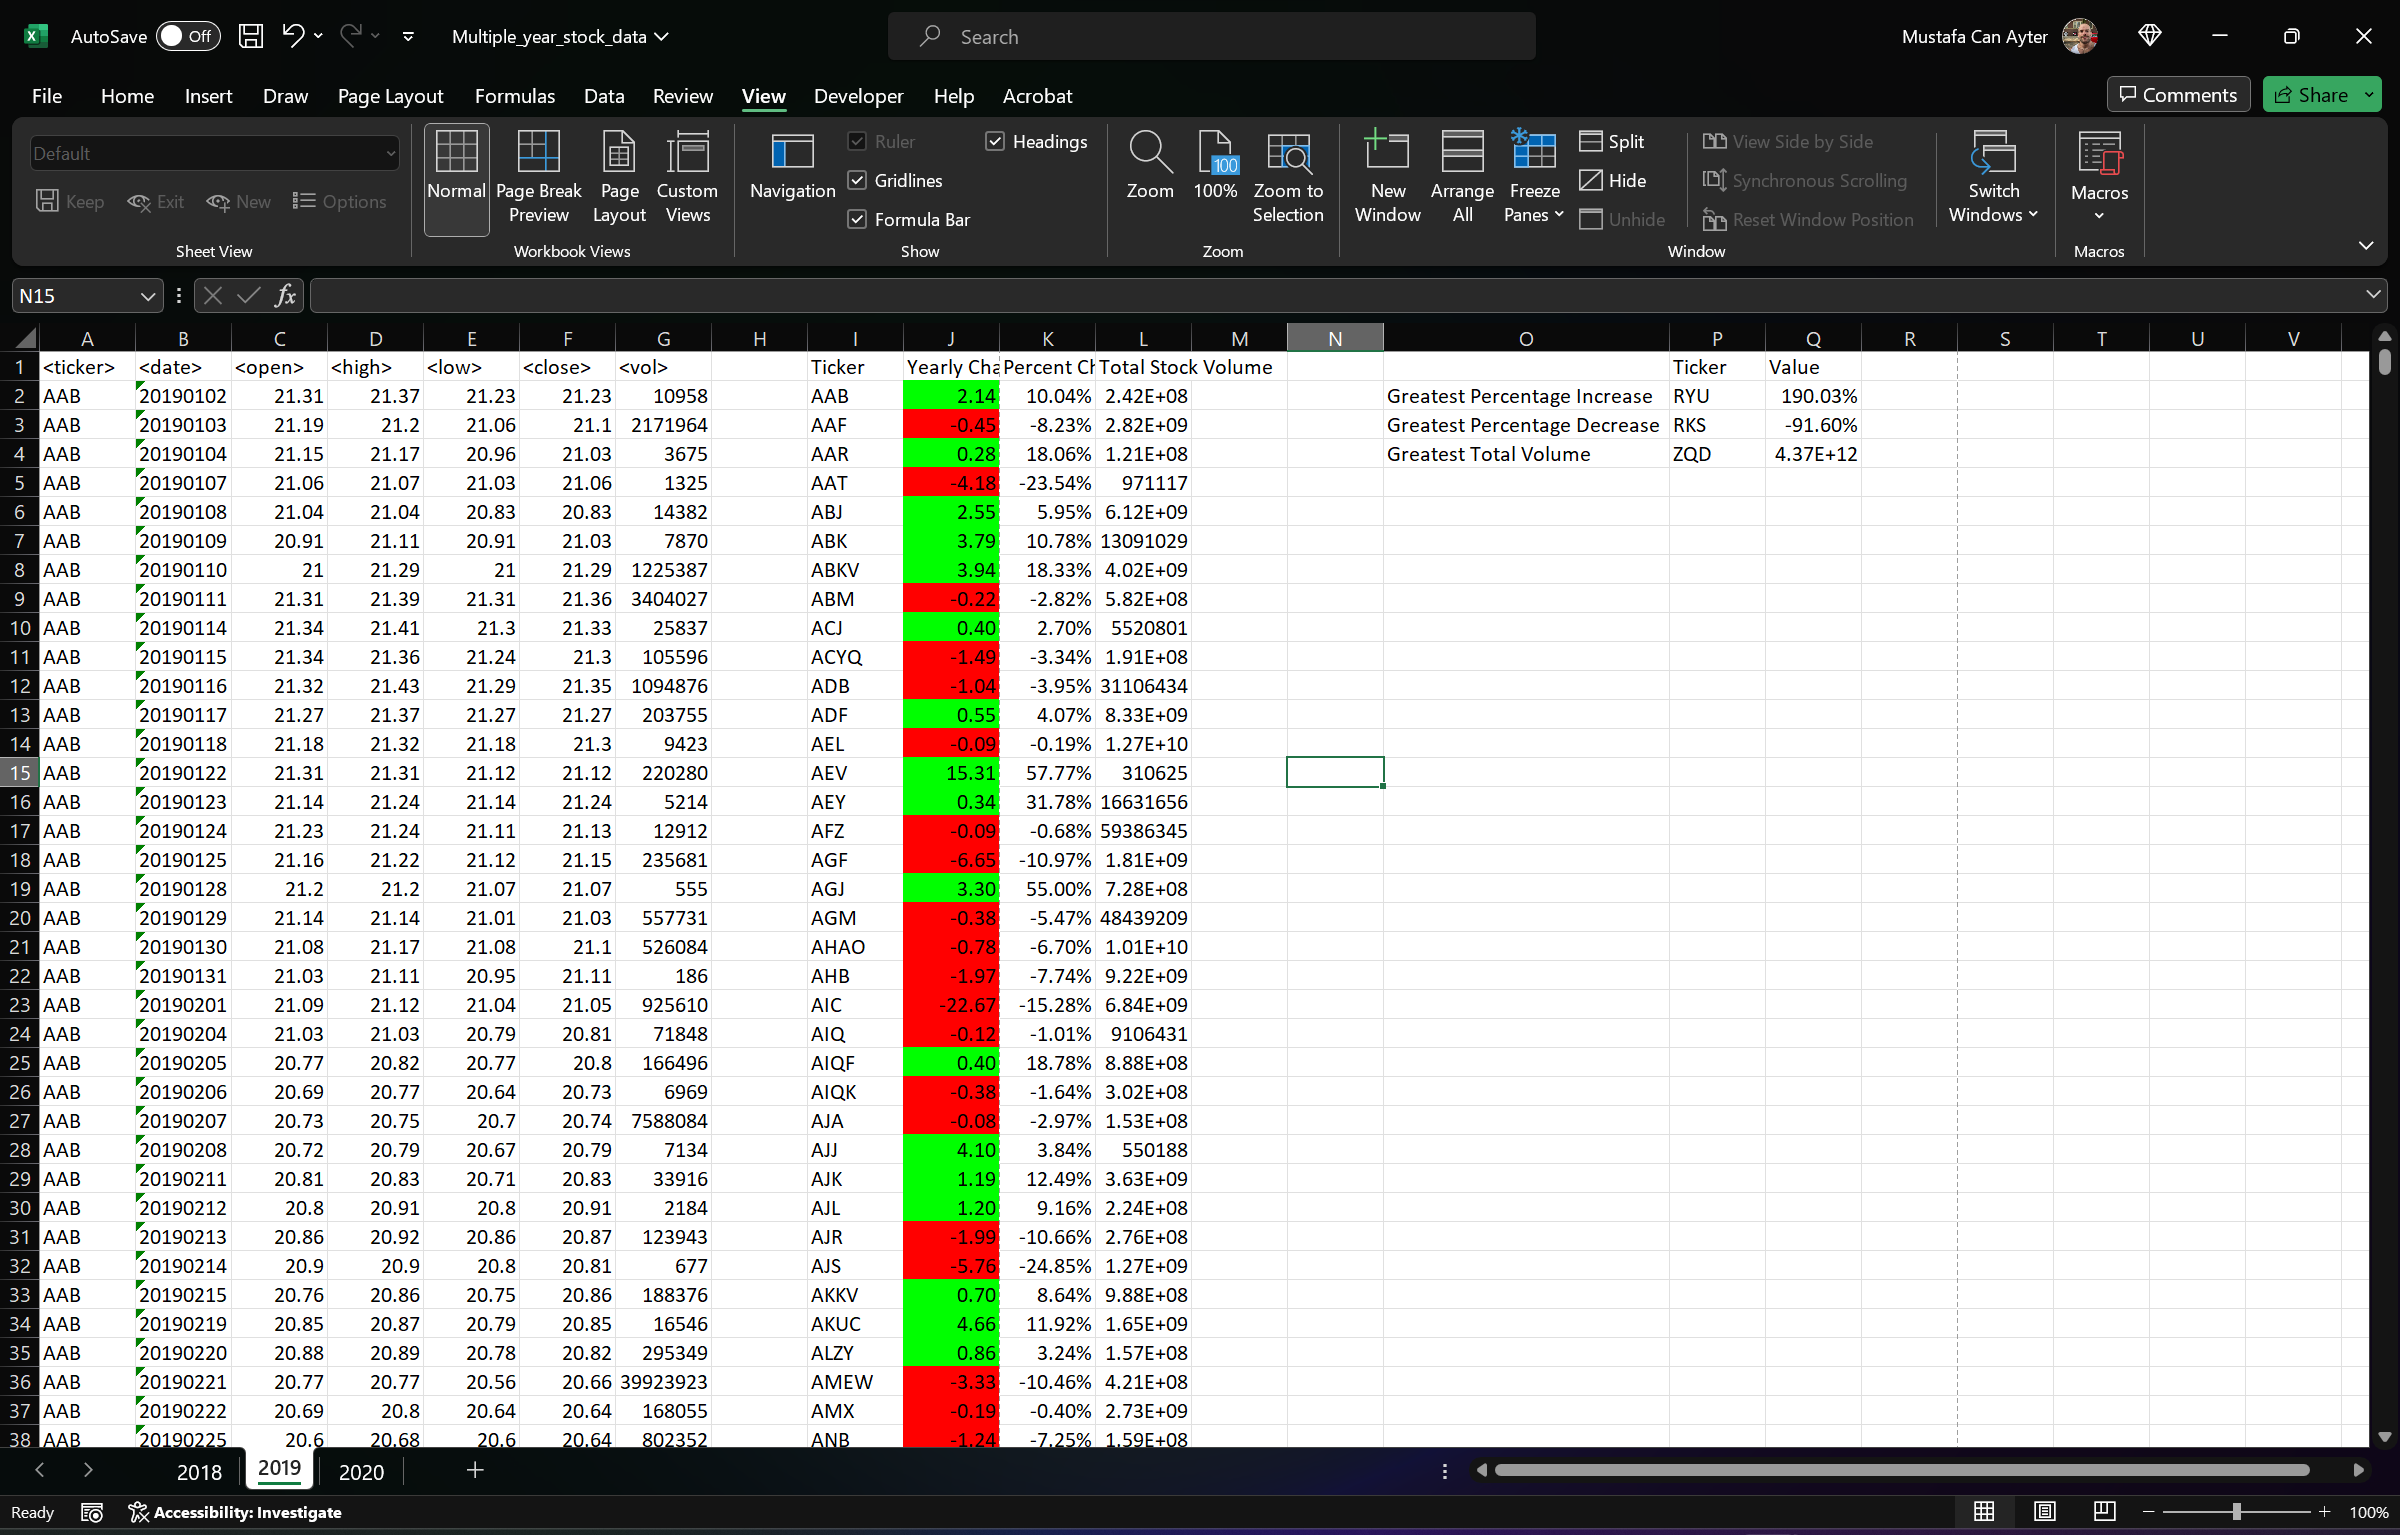 AutoSave Off Multiple_year_stock_data Search Mustafa Can Ayter
File Home Insert Draw Page Layout Formulas Data Review View Developer Help Acrobat Comments Share
Default
Keep Exit New Options
Sheet View
Normal Page Break Preview Page Layout Custom Views
Workbook Views
Navigation Ruler Gridlines Formula Bar Headings
Show
Zoom 100 100% Zoom to Selection
Zoom
New Window Arrange All Freeze Panes Split Hide Unhide
View Side by Side Synchronous Scrolling Reset Window Position
Switch Windows
Window
Macros
Macros
N15 fx
A B C D E F G H I J K L M N O P Q R S T U V
1 <ticker> <date> <open> <high> <low> <close> <vol> Ticker Yearly Cha Percent Ch Total Stock Volume Ticker Value
2 AAB 20190102 21.31 21.37 21.23 21.23 10958 AAB 2.14 10.04% 2.42E+08 Greatest Percentage Increase RYU 190.03%
3 AAB 20190103 21.19 21.2 21.06 21.1 2171964 AAF -0.45 -8.23% 2.82E+09 Greatest Percentage Decrease RKS -91.60%
4 AAB 20190104 21.15 21.17 20.96 21.03 3675 AAR 0.28 18.06% 1.21E+08 Greatest Total Volume ZQD 4.37E+12
5 AAB 20190107 21.06 21.07 21.03 21.06 1325 AAT -4.18 -23.54% 971117
6 AAB 20190108 21.04 21.04 20.83 20.83 14382 ABJ 2.55 5.95% 6.12E+09
7 AAB 20190109 20.91 21.11 20.91 21.03 7870 ABK 3.79 10.78% 13091029
8 AAB 20190110 21 21.29 21 21.29 1225387 ABKV 3.94 18.33% 4.02E+09
9 AAB 20190111 21.31 21.39 21.31 21.36 3404027 ABM -0.22 -2.82% 5.82E+08
10 AAB 20190114 21.34 21.41 21.3 21.33 25837 ACJ 0.40 2.70% 5520801
11 AAB 20190115 21.34 21.36 21.24 21.3 105596 ACYQ -1.49 -3.34% 1.91E+08
12 AAB 20190116 21.32 21.43 21.29 21.35 1094876 ADB -1.04 -3.95% 31106434
13 AAB 20190117 21.27 21.37 21.27 21.27 203755 ADF 0.55 4.07% 8.33E+09
14 AAB 20190118 21.18 21.32 21.18 21.3 9423 AEL -0.09 -0.19% 1.27E+10
15 AAB 20190122 21.31 21.31 21.12 21.12 220280 AEV 15.31 57.77% 310625
16 AAB 20190123 21.14 21.24 21.14 21.24 5214 AEY 0.34 31.78% 16631656
17 AAB 20190124 21.23 21.24 21.11 21.13 12912 AFZ -0.09 -0.68% 59386345
18 AAB 20190125 21.16 21.22 21.12 21.15 235681 AGF -6.65 -10.97% 1.81E+09
19 AAB 20190128 21.2 21.2 21.07 21.07 555 AGJ 3.30 55.00% 7.28E+08
20 AAB 20190129 21.14 21.14 21.01 21.03 557731 AGM -0.38 -5.47% 48439209
21 AAB 20190130 21.08 21.17 21.08 21.1 526084 AHAO -0.78 -6.70% 1.01E+10
22 AAB 20190131 21.03 21.11 20.95 21.11 186 AHB -1.97 -7.74% 9.22E+09
23 AAB 20190201 21.09 21.12 21.04 21.05 925610 AIC -22.67 -15.28% 6.84E+09
24 AAB 20190204 21.03 21.03 20.79 20.81 71848 AIQ -0.12 -1.01% 9106431
25 AAB 20190205 20.77 20.82 20.77 20.8 166496 AIQF 0.40 18.78% 8.88E+08
26 AAB 20190206 20.69 20.77 20.64 20.73 6969 AIQK -0.38 -1.64% 3.02E+08
27 AAB 20190207 20.73 20.75 20.7 20.74 7588084 AJA -0.08 -2.97% 1.53E+08
28 AAB 20190208 20.72 20.79 20.67 20.79 7134 AJJ 4.10 3.84% 550188
29 AAB 20190211 20.81 20.83 20.71 20.83 33916 AJK 1.19 12.49% 3.63E+09
30 AAB 20190212 20.8 20.91 20.8 20.91 2184 AJL 1.20 9.16% 2.24E+08
31 AAB 20190213 20.86 20.92 20.86 20.87 123943 AJR -1.99 -10.66% 2.76E+08
32 AAB 20190214 20.9 20.9 20.8 20.81 677 AJS -5.76 -24.85% 1.27E+09
33 AAB 20190215 20.76 20.86 20.75 20.86 188376 AKKV 0.70 8.64% 9.88E+08
34 AAB 20190219 20.85 20.87 20.79 20.85 16546 AKUC 4.66 11.92% 1.65E+09
35 AAB 20190220 20.88 20.89 20.78 20.82 295349 ALZY 0.86 3.24% 1.57E+08
36 AAB 20190221 20.77 20.77 20.56 20.66 39923923 AMEW -3.33 -10.46% 4.21E+08
37 AAB 20190222 20.69 20.8 20.64 20.64 168055 AMX -0.19 -0.40% 2.73E+09
38 AAB 20190225 20.6 20.68 20.6 20.64 802352 ANB -1.24 -7.25% 1.59E+08
2018 2019 2020
Ready Accessibility: Investigate 100%